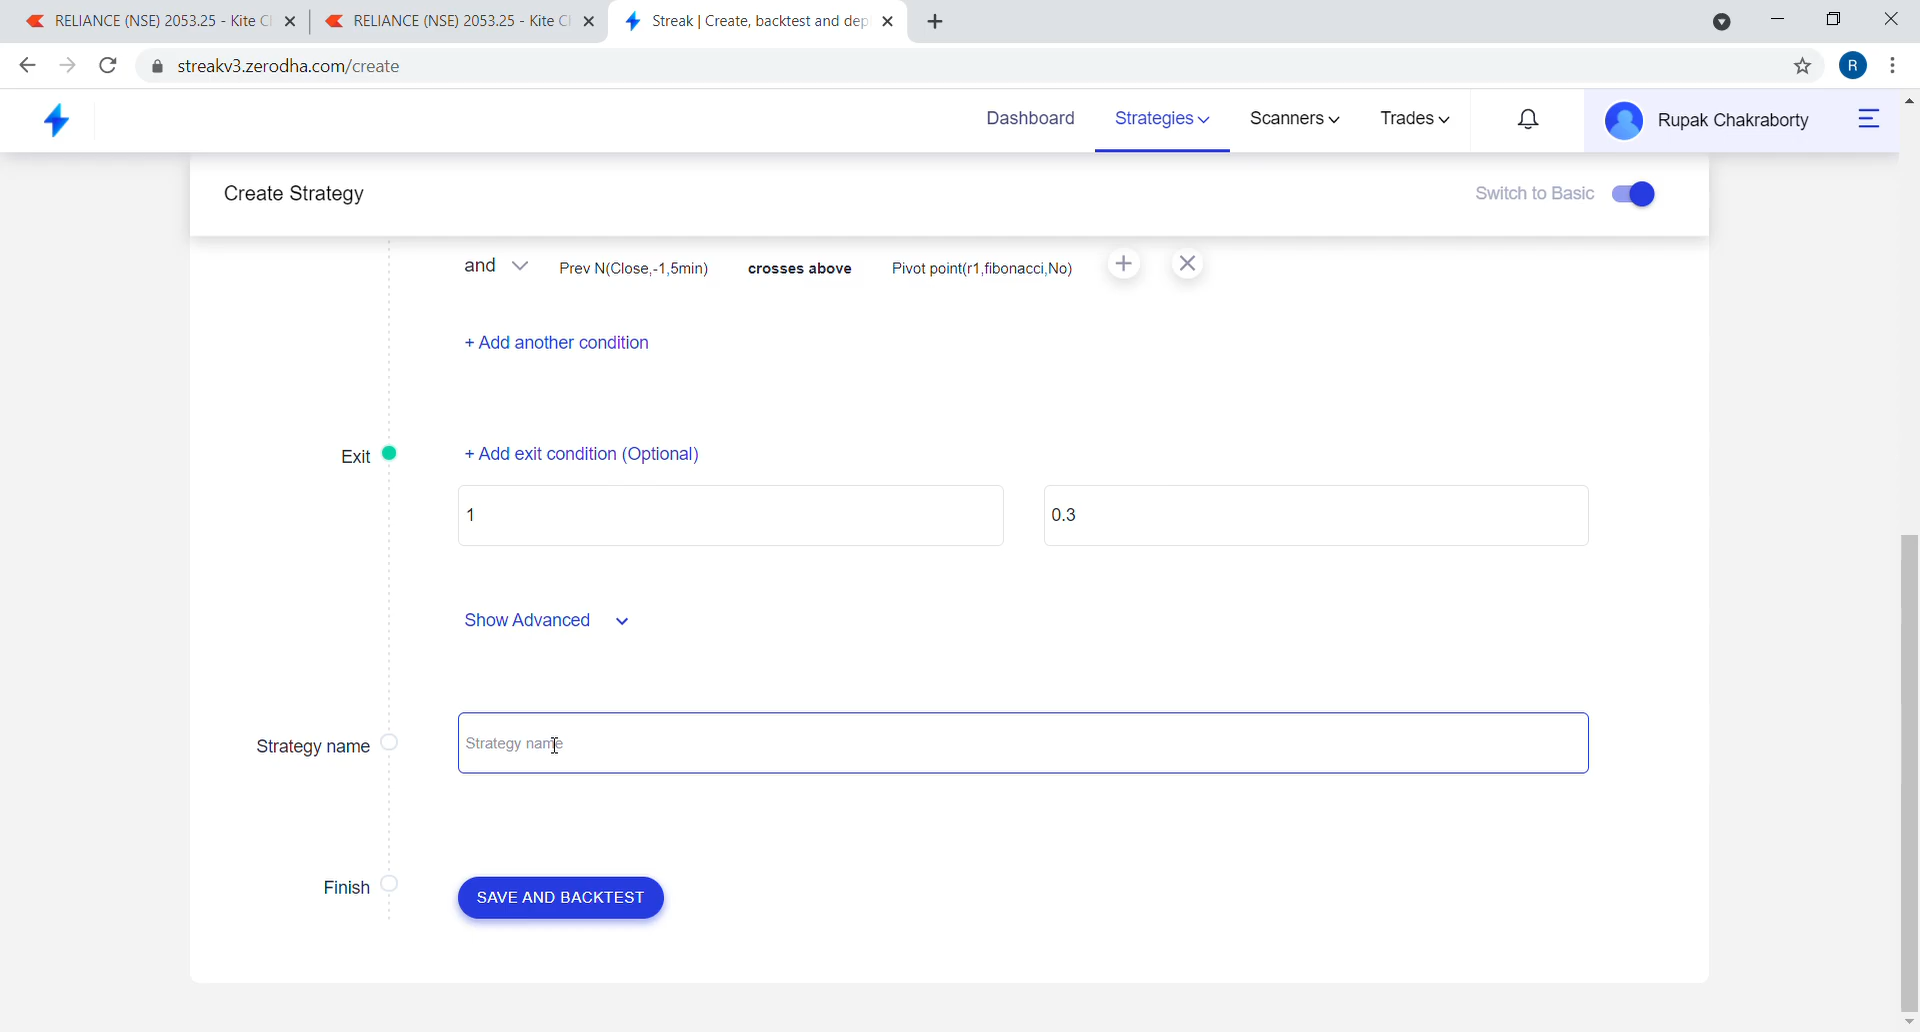 RELIANCE (NSE) 2053.25 - Kite C
RELIANCE (NSE) 2053.25 - Kite C
Streak | Create, backtest and dep
streakv3.zerodha.com/create
R
Dashboard
Strategies
Scanners
Trades
Rupak Chakraborty
Create Strategy
Switch to Basic
and
Prev N(Close,-1,5min)
crosses above
Pivot point(r1,fibonacci,No)
+ Add another condition
Exit
+ Add exit condition (Optional)
1
0.3
Show Advanced
Strategy name
Strategy name
Finish
SAVE AND BACKTEST